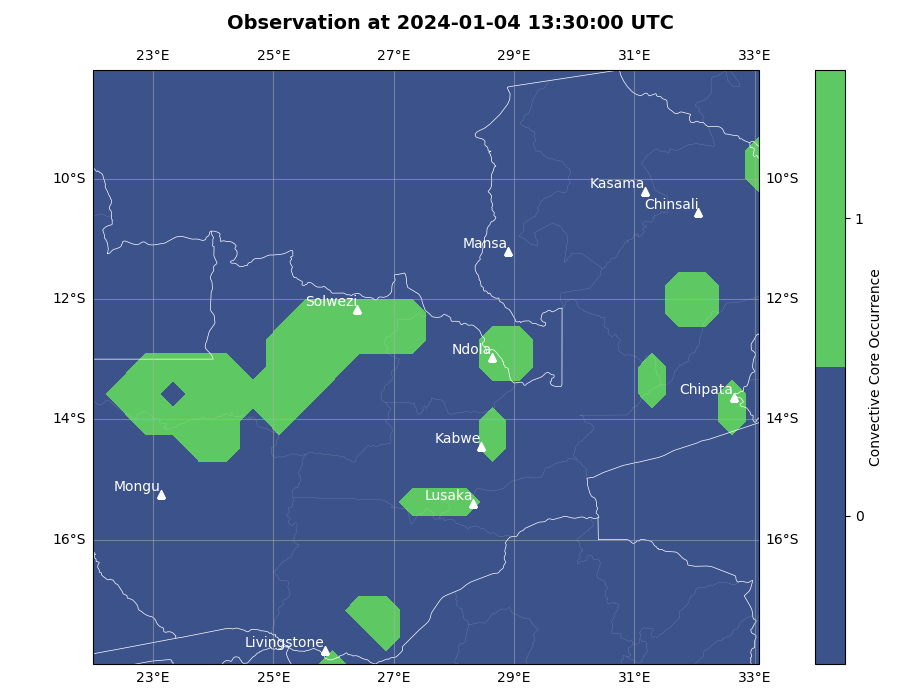 Observation at 2024-01-04 13:30:00 UTC
23°E 25°E 27°E 29°E 31°E 33°E
10°S 10°S
Kasama
Chinsali
1
Mansa
12°S 12°S
Solwezi
Ndola
Chipata
14°S 14°S
Kabwe
Convective Core Occurrence
Mongu
Lusaka
0
16°S 16°S
Livingstone
23°E 25°E 27°E 29°E 31°E 33°E